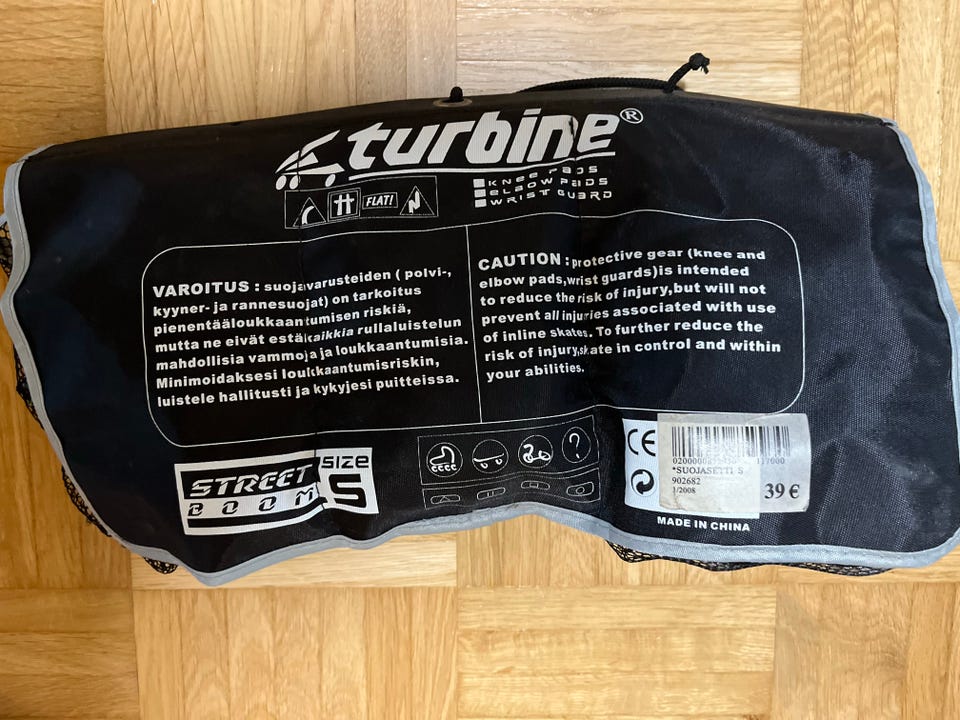 turbine®
KNEE PADS
ELBOW PADS
WRIST GUARD
FLAT!
VAROITUS : suojavarusteiden ( polvi-,
kyyner- ja rannesuojat) on tarkoitus
pienentääloukkaantumisen riskiä,
mutta ne eivät estäkaikkia rullaluistelun
mahdollisia vammoja ja loukkaantumisia.
Minimoidaksesi loukkaantumisriskin,
luistele hallitusti ja kykyjesi puitteissa.
CAUTION : protective gear (knee and
elbow pads,wrist guards)is intended
to reduce the risk of injury,but will not
prevent all injuries associated with use
of inline skates. To further reduce the
risk of injury,skate in control and within
your abilities.
STREET
SIZE
S
?
CE
*SUOJASETTI S
902682
3/2008
39 €
MADE IN CHINA